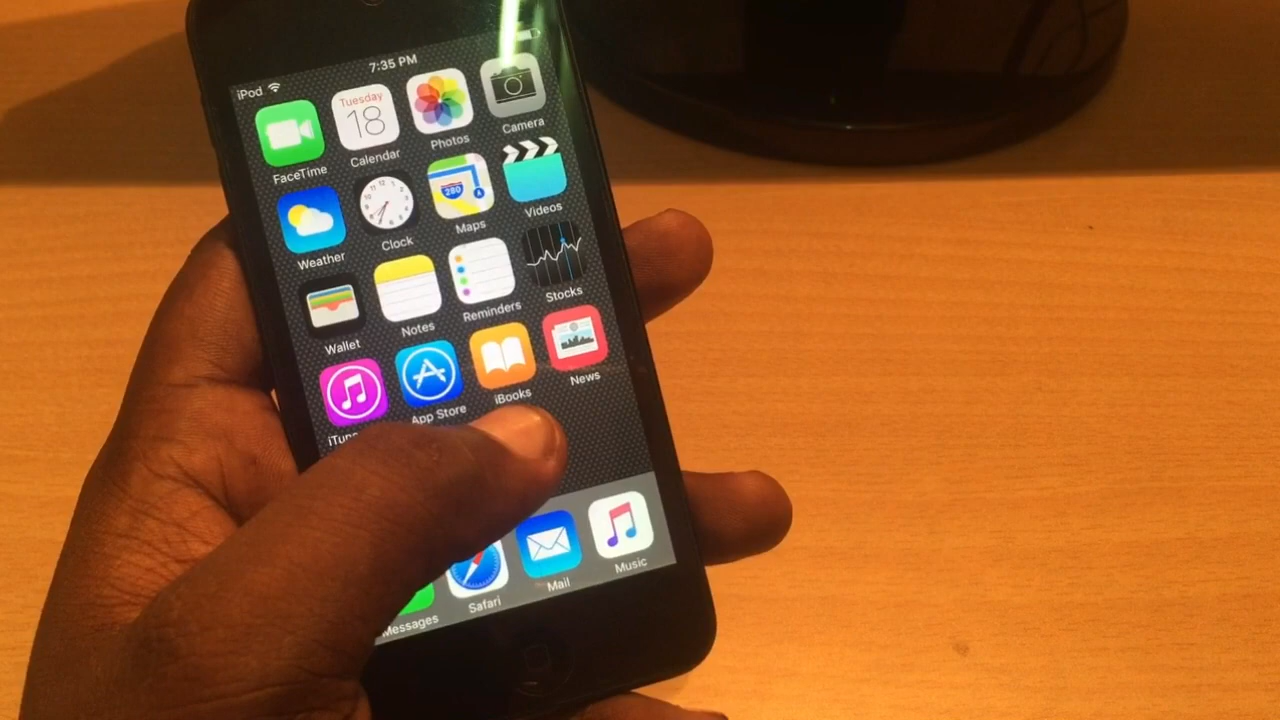 iPod 7:35 PM
Tuesday
18
280
FaceTime Calendar Photos Camera
Weather Clock Maps Videos
Wallet Notes Reminders Stocks
App Store iBooks News
Messages Safari Mail Music